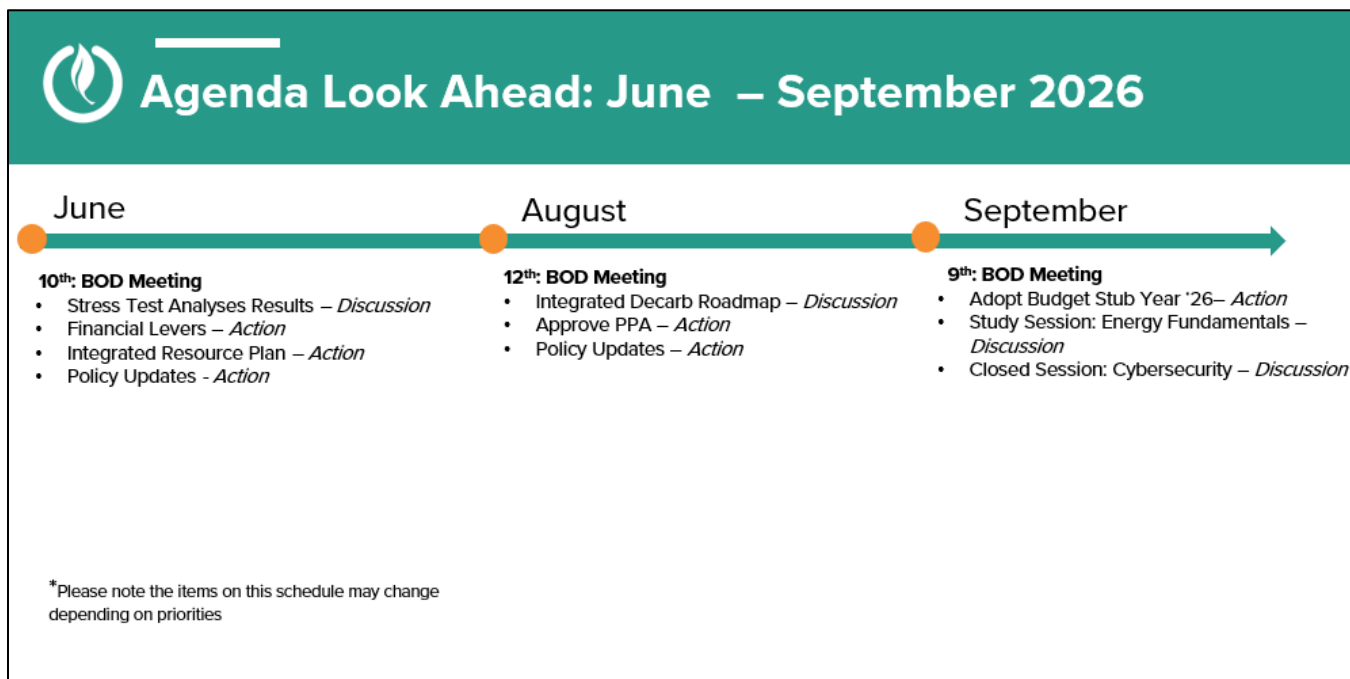 Agenda Look Ahead: June – September 2026
June
10th: BOD Meeting
• Stress Test Analyses Results – Discussion
• Financial Levers – Action
• Integrated Resource Plan – Action
• Policy Updates - Action
August
12th: BOD Meeting
• Integrated Decarb Roadmap – Discussion
• Approve PPA – Action
• Policy Updates – Action
September
9th: BOD Meeting
• Adopt Budget Stub Year '26– Action
• Study Session: Energy Fundamentals –
Discussion
• Closed Session: Cybersecurity – Discussion
*Please note the items on this schedule may change
depending on priorities